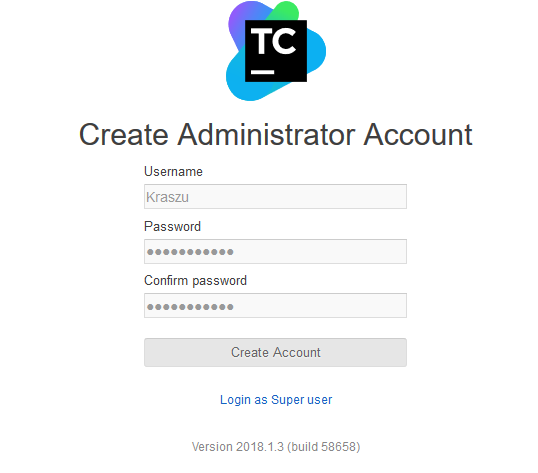 TC
Create Administrator Account
Username
Kraszu
Password
•••••••••••
Confirm password
•••••••••••
Create Account
Login as Super user
Version 2018.1.3 (build 58658)